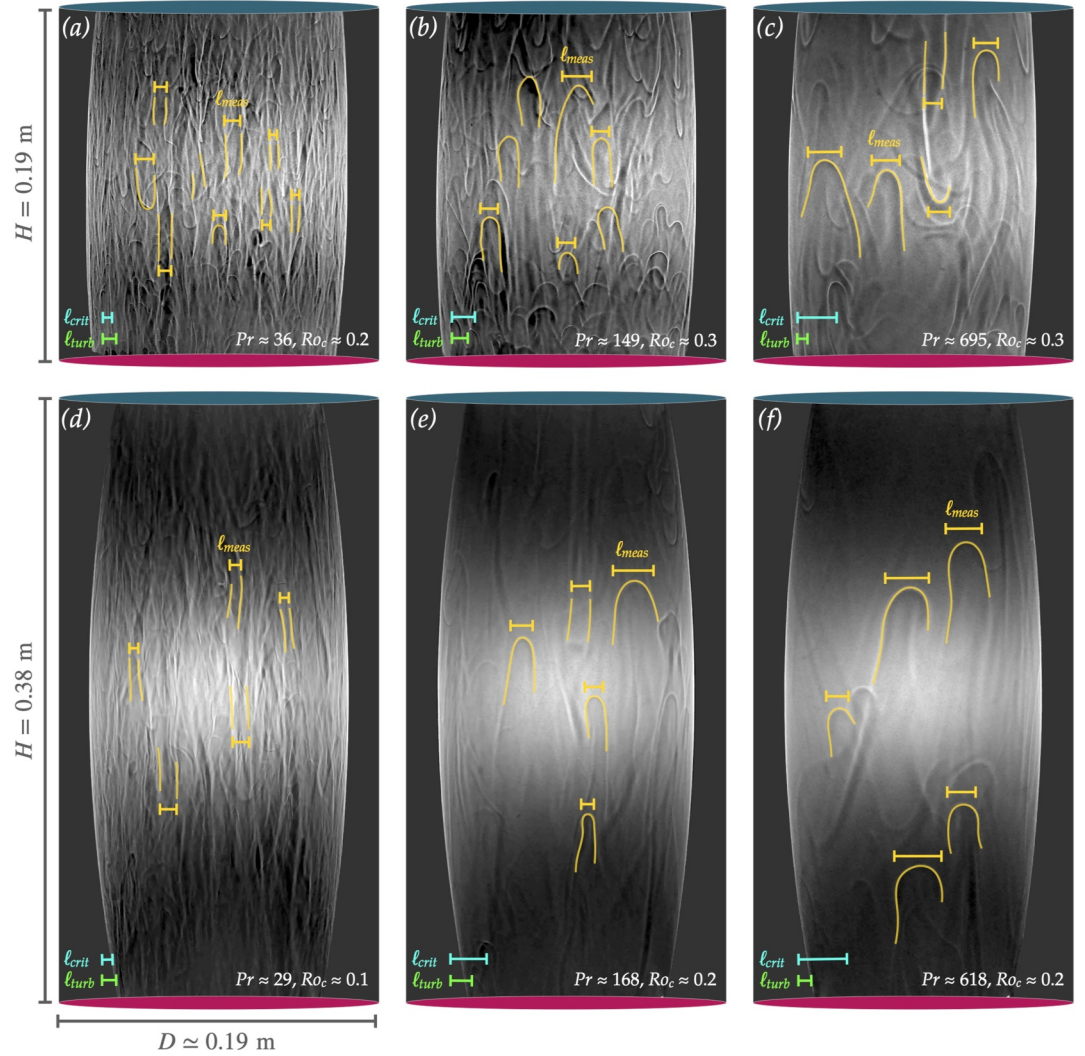 (a)
ℓmeas
ℓcrit
ℓturb
Pr ≈ 36, Roc ≈ 0.2
(b)
ℓmeas
ℓcrit
ℓturb
Pr ≈ 149, Roc ≈ 0.3
(c)
ℓmeas
ℓcrit
ℓturb
Pr ≈ 695, Roc ≈ 0.3
H = 0.19 m
(d)
ℓmeas
ℓcrit
ℓturb
Pr ≈ 29, Roc ≈ 0.1
(e)
ℓmeas
ℓcrit
ℓturb
Pr ≈ 168, Roc ≈ 0.2
(f)
ℓmeas
ℓcrit
ℓturb
Pr ≈ 618, Roc ≈ 0.2
H = 0.38 m
D ≃ 0.19 m